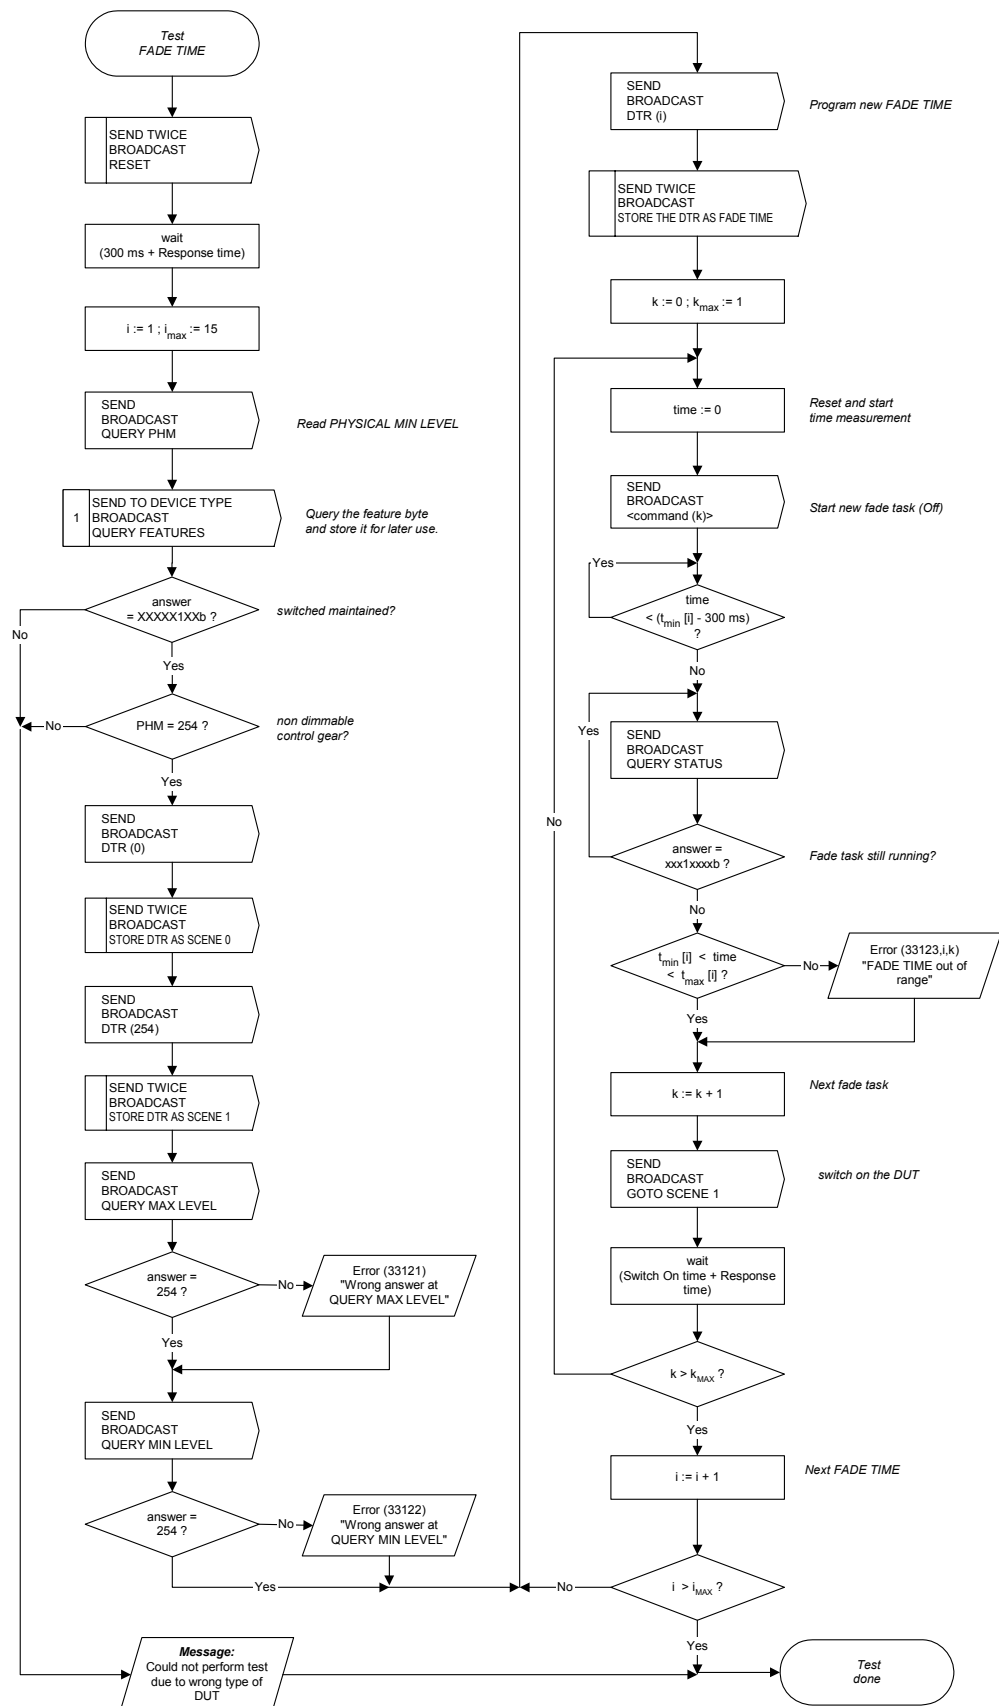 Test
FADE TIME
SEND TWICE
BROADCAST
RESET
wait
(300 ms + Response time)
i := 1 ; imax := 15
SEND
BROADCAST
QUERY PHM
Read PHYSICAL MIN LEVEL
1
SEND TO DEVICE TYPE
BROADCAST
QUERY FEATURES
Query the feature byte
and store it for later use.
answer
= XXXXX1XXb ?
switched maintained?
No
Yes
PHM = 254 ?
non dimmable
control gear?
No
Yes
SEND
BROADCAST
DTR (0)
SEND TWICE
BROADCAST
STORE DTR AS SCENE 0
SEND
BROADCAST
DTR (254)
SEND TWICE
BROADCAST
STORE DTR AS SCENE 1
SEND
BROADCAST
QUERY MAX LEVEL
answer =
254 ?
No
Error (33121)
"Wrong answer at
QUERY MAX LEVEL"
Yes
SEND
BROADCAST
QUERY MIN LEVEL
answer =
254 ?
No
Error (33122)
"Wrong answer at
QUERY MIN LEVEL"
Yes
Message:
Could not perform test
due to wrong type of
DUT
SEND
BROADCAST
DTR (i)
Program new FADE TIME
SEND TWICE
BROADCAST
STORE THE DTR AS FADE TIME
k := 0 ; kmax := 1
time := 0
Reset and start
time measurement
SEND
BROADCAST
<command (k)>
Start new fade task (Off)
Yes
time
< (tmin [i] - 300 ms)
?
No
Yes
SEND
BROADCAST
QUERY STATUS
No
answer =
xxx1xxxxb ?
Fade task still running?
No
tmin [i] < time
< tmax [i] ?
No
Error (33123,i,k)
"FADE TIME out of
range"
Yes
k := k + 1
Next fade task
SEND
BROADCAST
GOTO SCENE 1
switch on the DUT
wait
(Switch On time + Response
time)
k > kMAX ?
Yes
i := i + 1
Next FADE TIME
i > iMAX ?
No
Yes
Test
done